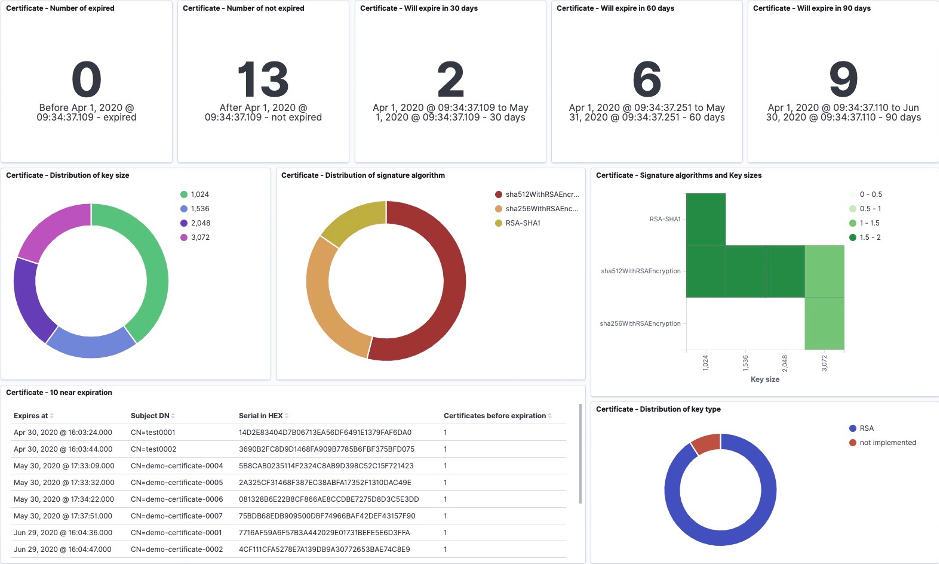 Certificate - Number of expired
0
Before Apr 1, 2020 @
09:34:37.109 - expired
Certificate - Number of not expired
13
After Apr 1, 2020 @
09:34:37.109 - not expired
Certificate - Will expire in 30 days
2
Apr 1, 2020 @ 09:34:37.109 to May
1, 2020 @ 09:34:37.109 - 30 days
Certificate - Will expire in 60 days
6
Apr 1, 2020 @ 09:34:37.251 to May
31, 2020 @ 09:34:37.251 - 60 days
Certificate - Will expire in 90 days
9
Apr 1, 2020 @ 09:34:37.110 to Jun
30, 2020 @ 09:34:37.110 - 90 days
Certificate - Distribution of key size
1,024
1,536
2,048
3,072
Certificate - Distribution of signature algorithm
sha512WithRSAEncr...
sha256WithRSAEnc...
RSA-SHA1
Certificate - Signature algorithms and Key sizes
0 - 0.5
0.5 - 1
1 - 1.5
1.5 - 2
RSA-SHA1
sha512WithRSAEncryption
sha256WithRSAEncryption
1,024
1,536
2,048
3,072
Key size
Certificate - 10 near expiration
Expires at Subject DN Serial in HEX Certificates before expiration
Apr 30, 2020 @ 16:03:24.000 CN=test0001 14D2E83404D7B06713EA56DF6491E1379FAF6DA0 1
Apr 30, 2020 @ 16:03:44.000 CN=test0002 3690B2FC8D9D1468FA909B7785B6FBF375BFD075 1
May 30, 2020 @ 17:33:09.000 CN=demo-certificate-0004 5B8CAB0235114F2324C8AB9D398C52C15F721423 1
May 30, 2020 @ 17:33:32.000 CN=demo-certificate-0005 2A325CF31468F387EC38ABFA17352F1310DAC49E 1
May 30, 2020 @ 17:34:22.000 CN=demo-certificate-0006 081328B6E22B8CF866AE8CCDBE7275D8D3C5E3DD 1
May 30, 2020 @ 17:37:51.000 CN=demo-certificate-0007 75BDB68EDB909500DBF74966BAF42DEF43157F90 1
Jun 29, 2020 @ 16:04:36.000 CN=demo-certificate-0001 7716AF59A6F57B3A442029E01731BEFE5E6D3FFA 1
Jun 29, 2020 @ 16:04:47.000 CN=demo-certificate-0002 4CF111CFA5278E7A139DB9A30772653BAE74C8E9 1
Certificate - Distribution of key type
RSA
not implemented